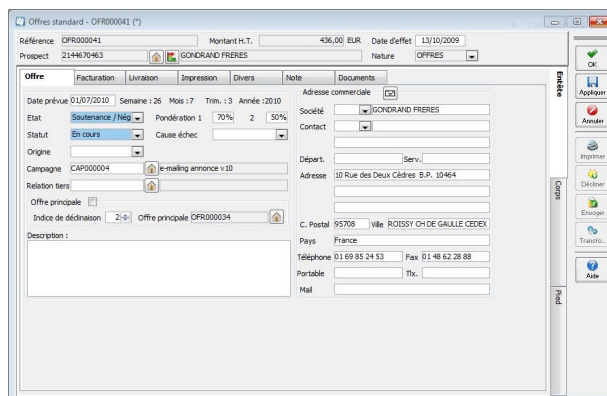 Offres standard - OFR000041 (*)
Référence OFR000041 Montant H.T. 436,00 EUR Date d'effet 13/10/2009
Prospect 2144670463 GONDRAND FRERES Nature OFFRES
Offre Facturation Livraison Impression Divers Note Documents
Date prévue 01/07/2010 Semaine : 26 Mois : 7 Trim. : 3 Année : 2010
Etat Soutenance / Nég Pondération 1 70% 2 50%
Statut En cours Cause échec
Origine
Campagne CAP000004 e-mailing annonce v10
Relation tiers
Offre principale
Indice de déclinaison 2 Offre principale OFR000034
Description :
Adresse commerciale
Société GONDRAND FRERES
Contact
Départ. Serv.
Adresse 10 Rue des Deux Cèdres B.P. 10464
C. Postal 95708 Ville ROISSY CH DE GAULLE CEDEX
Pays France
Téléphone 01 69 85 24 53 Fax 01 48 62 28 88
Portable Tlx.
Mail
Entête
Corps
Pied
OK
Appliquer
Annuler
Imprimer
Décliner
Envoyer
Transfo...
Aide